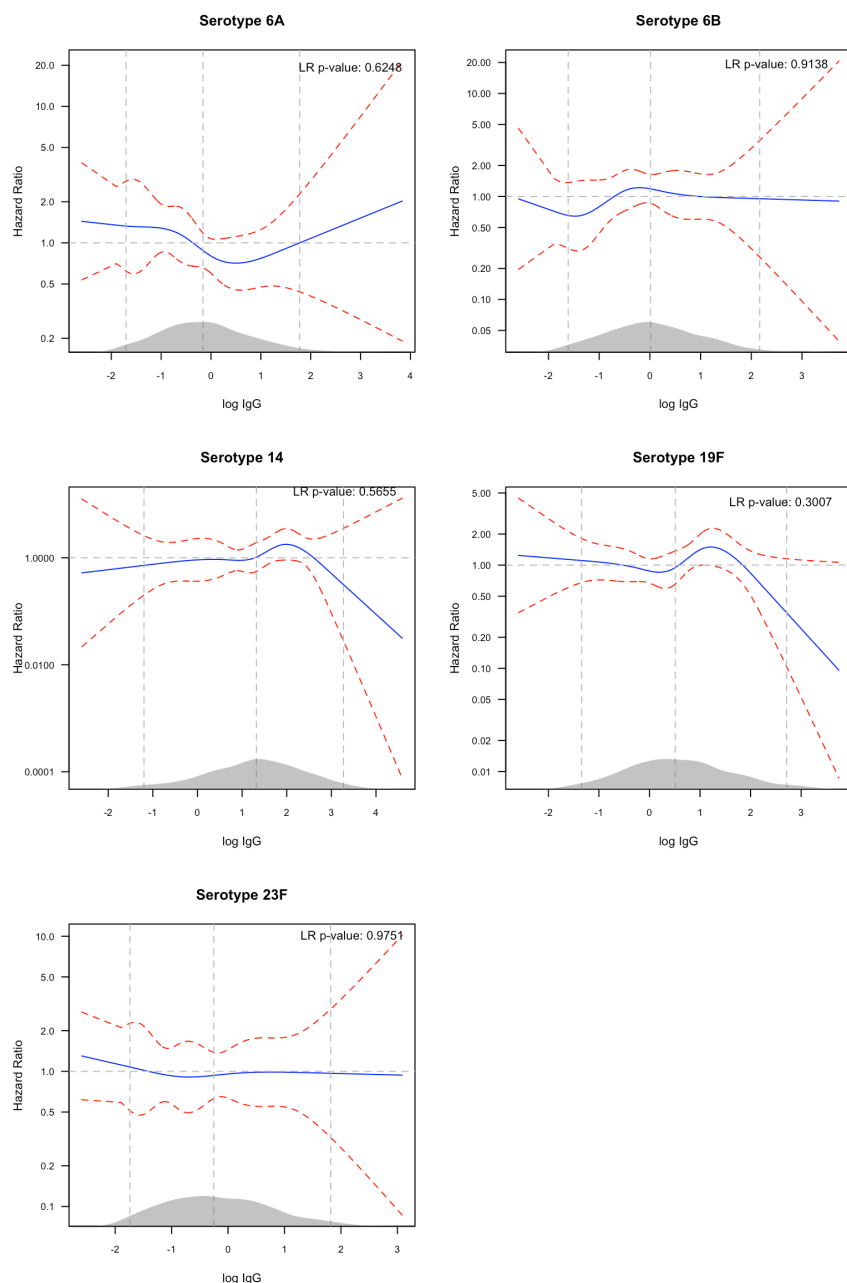 Serotype 6A
LR p-value: 0.6248
Hazard Ratio
20.0
10.0
5.0
2.0
1.0
0.5
0.2
-2 -1 0 1 2 3 4
log IgG
Serotype 6B
LR p-value: 0.9138
Hazard Ratio
20.00
10.00
5.00
2.00
1.00
0.50
0.20
0.10
0.05
-2 -1 0 1 2 3
log IgG
Serotype 14
LR p-value: 0.5655
Hazard Ratio
1.0000
0.0100
0.0001
-2 -1 0 1 2 3 4
log IgG
Serotype 19F
LR p-value: 0.3007
Hazard Ratio
5.00
2.00
1.00
0.50
0.20
0.10
0.05
0.02
0.01
-2 -1 0 1 2 3
log IgG
Serotype 23F
LR p-value: 0.9751
Hazard Ratio
10.0
5.0
2.0
1.0
0.5
0.2
0.1
-2 -1 0 1 2 3
log IgG